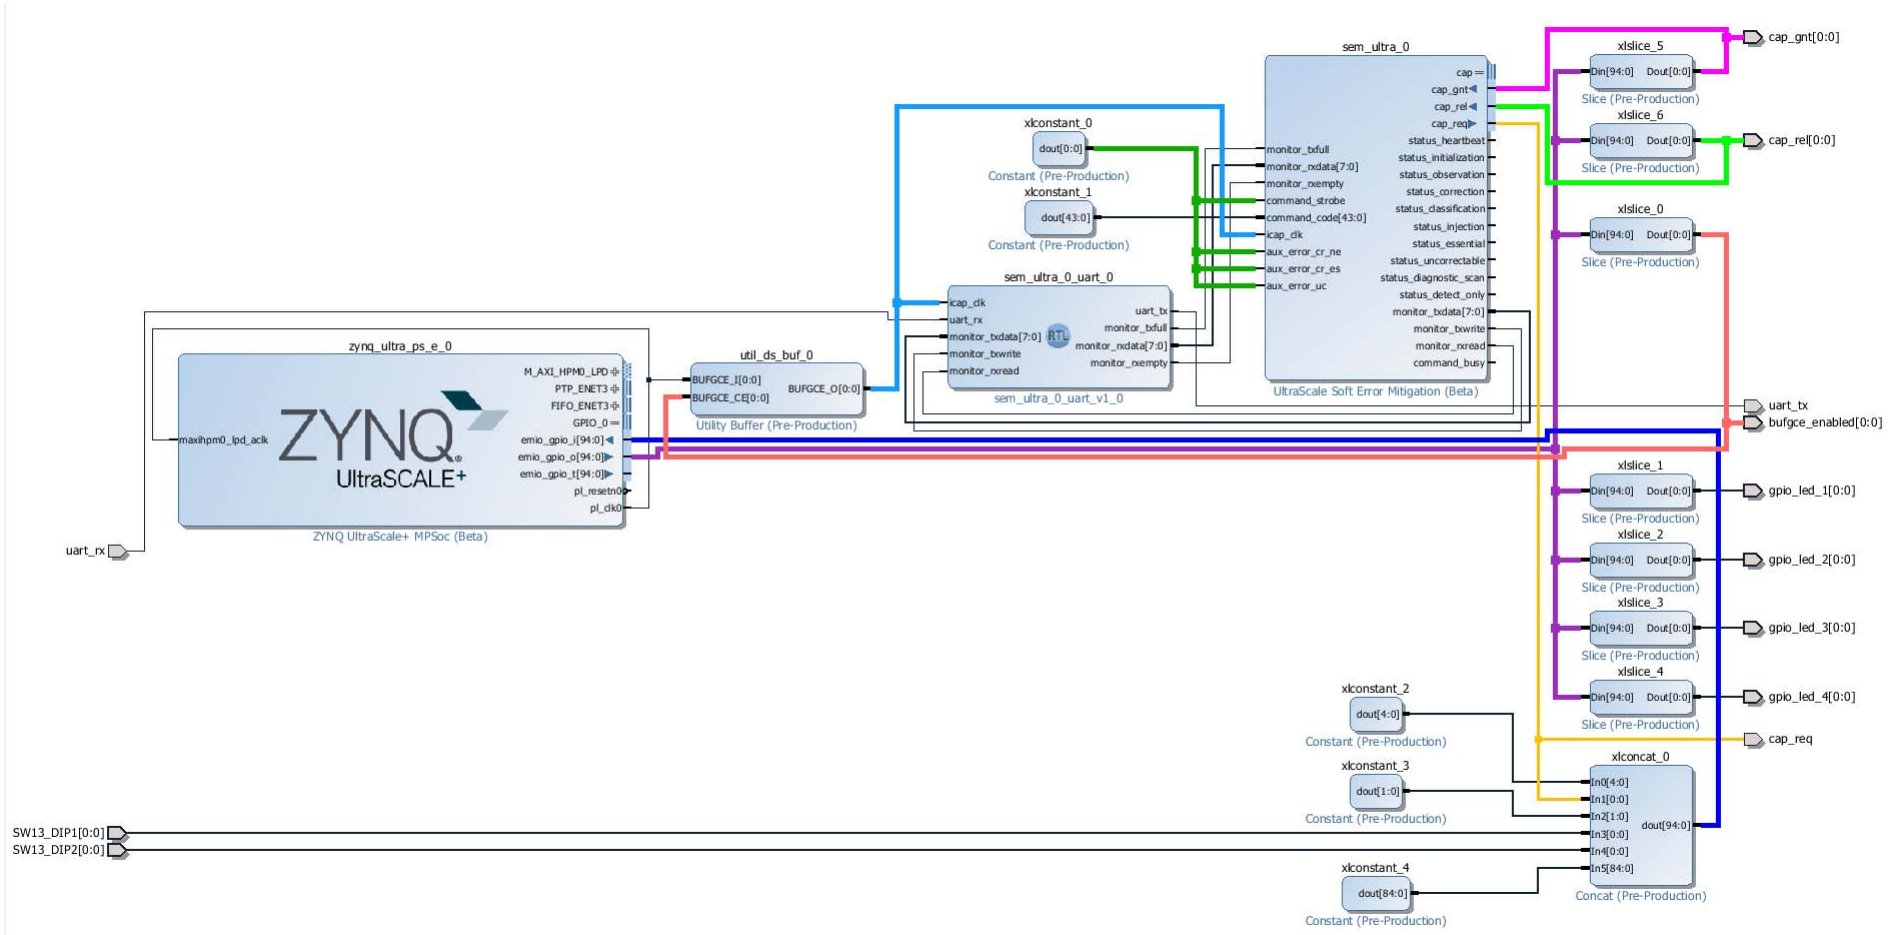 cap_gnt[0:0]
xlslice_5
Din[94:0] Dout[0:0]
Slice (Pre-Production)
xlslice_6
Din[94:0] Dout[0:0]
Slice (Pre-Production)
cap_rel[0:0]
xlslice_0
Din[94:0] Dout[0:0]
Slice (Pre-Production)
sem_ultra_0
cap
cap_gnt
cap_rel
cap_req
status_heartbeat
status_initialization
status_observation
status_correction
status_classification
status_injection
status_essential
status_uncorrectable
status_diagnostic_scan
status_detect_only
monitor_txdata[7:0]
monitor_txwrite
monitor_rxread
command_busy
monitor_txfull
monitor_rxdata[7:0]
monitor_rxempty
command_strobe
command_code[43:0]
icap_clk
aux_error_cr_ne
aux_error_cr_es
aux_error_uc
UltraScale Soft Error Mitigation (Beta)
xlconstant_0
dout[0:0]
Constant (Pre-Production)
xlconstant_1
dout[43:0]
Constant (Pre-Production)
sem_ultra_0_uart_0
icap_clk
uart_rx
monitor_txdata[7:0]
monitor_txwrite
monitor_rxread
RTL
uart_tx
monitor_txfull
monitor_rxdata[7:0]
monitor_rxempty
sem_ultra_0_uart_v1_0
zynq_ultra_ps_e_0
maxihpm0_lpd_aclk
ZYNQ
UltraSCALE+
M_AXI_HPM0_LPD
PTP_ENET3
FIFO_ENET3
GPIO_0
emio_gpio_i[94:0]
emio_gpio_o[94:0]
emio_gpio_t[94:0]
pl_resetn0
pl_clk0
ZYNQ UltraScale+ MPSoc (Beta)
util_ds_buf_0
BUFGCE_I[0:0]
BUFGCE_CE[0:0]
BUFGCE_O[0:0]
Utility Buffer (Pre-Production)
uart_tx
bufgce_enabled[0:0]
xlslice_1
Din[94:0] Dout[0:0]
Slice (Pre-Production)
gpio_led_1[0:0]
xlslice_2
Din[94:0] Dout[0:0]
Slice (Pre-Production)
gpio_led_2[0:0]
xlslice_3
Din[94:0] Dout[0:0]
Slice (Pre-Production)
gpio_led_3[0:0]
xlslice_4
Din[94:0] Dout[0:0]
Slice (Pre-Production)
gpio_led_4[0:0]
uart_rx
xlconstant_2
dout[4:0]
Constant (Pre-Production)
cap_req
xlconstant_3
dout[1:0]
Constant (Pre-Production)
xlconcat_0
In0[4:0]
In1[0:0]
In2[1:0]
In3[0:0]
In4[0:0]
In5[84:0]
dout[94:0]
Concat (Pre-Production)
SW13_DIP1[0:0]
SW13_DIP2[0:0]
xlconstant_4
dout[84:0]
Constant (Pre-Production)